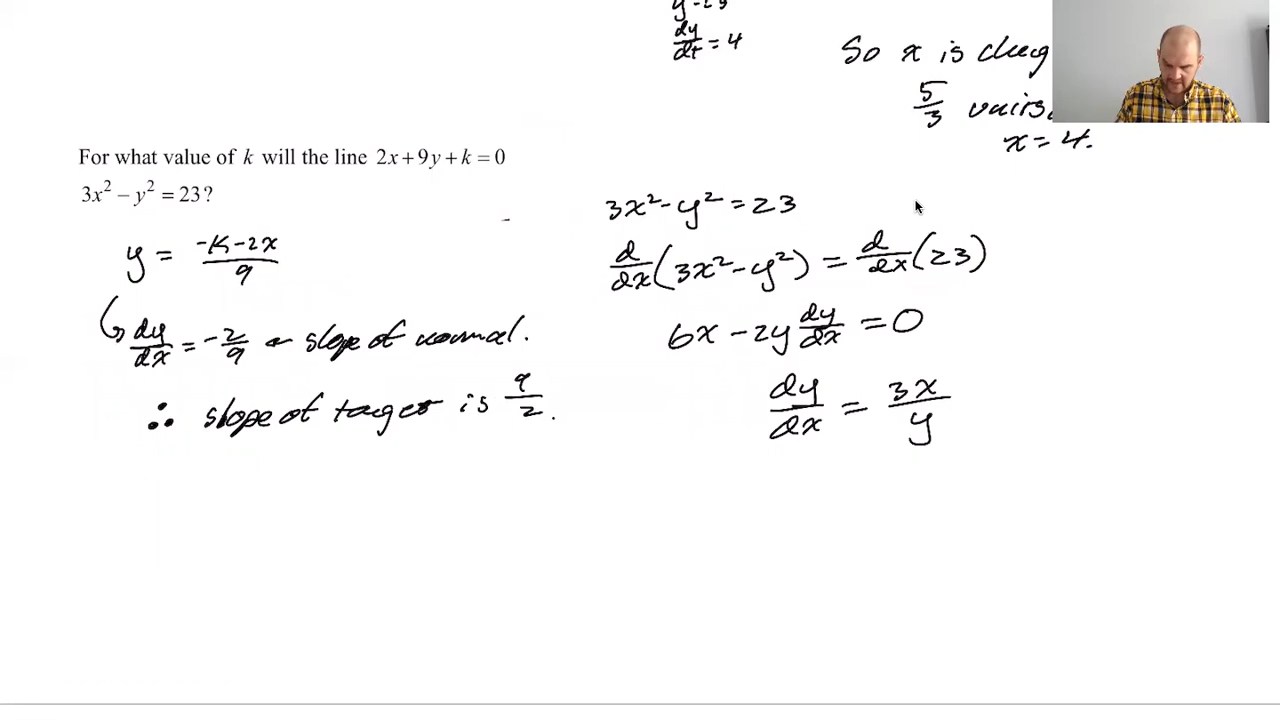 dy/dt = 4
So x is
5/3
x = 4.
For what value of k will the line 2x + 9y + k = 0
3x² − y² = 23?
y = (-k-2x)/9
dy/dx = -2/9 ← slope of normal.
∴ slope of tanget is 9/2.
3x² - y² = 23
d/dx(3x² - y²) = d/dx(23)
6x - 2y dy/dx = 0
dy/dx = 3x/y